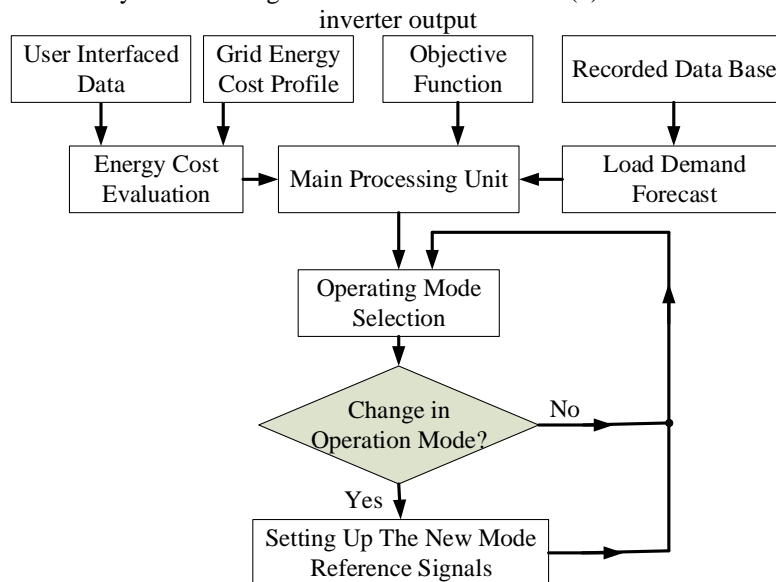 inverter output
User Interfaced
Data
Grid Energy
Cost Profile
Objective
Function
Recorded Data Base
Energy Cost
Evaluation
Main Processing Unit
Load Demand
Forecast
Operating Mode
Selection
Change in
Operation Mode?
No
Yes
Setting Up The New Mode
Reference Signals